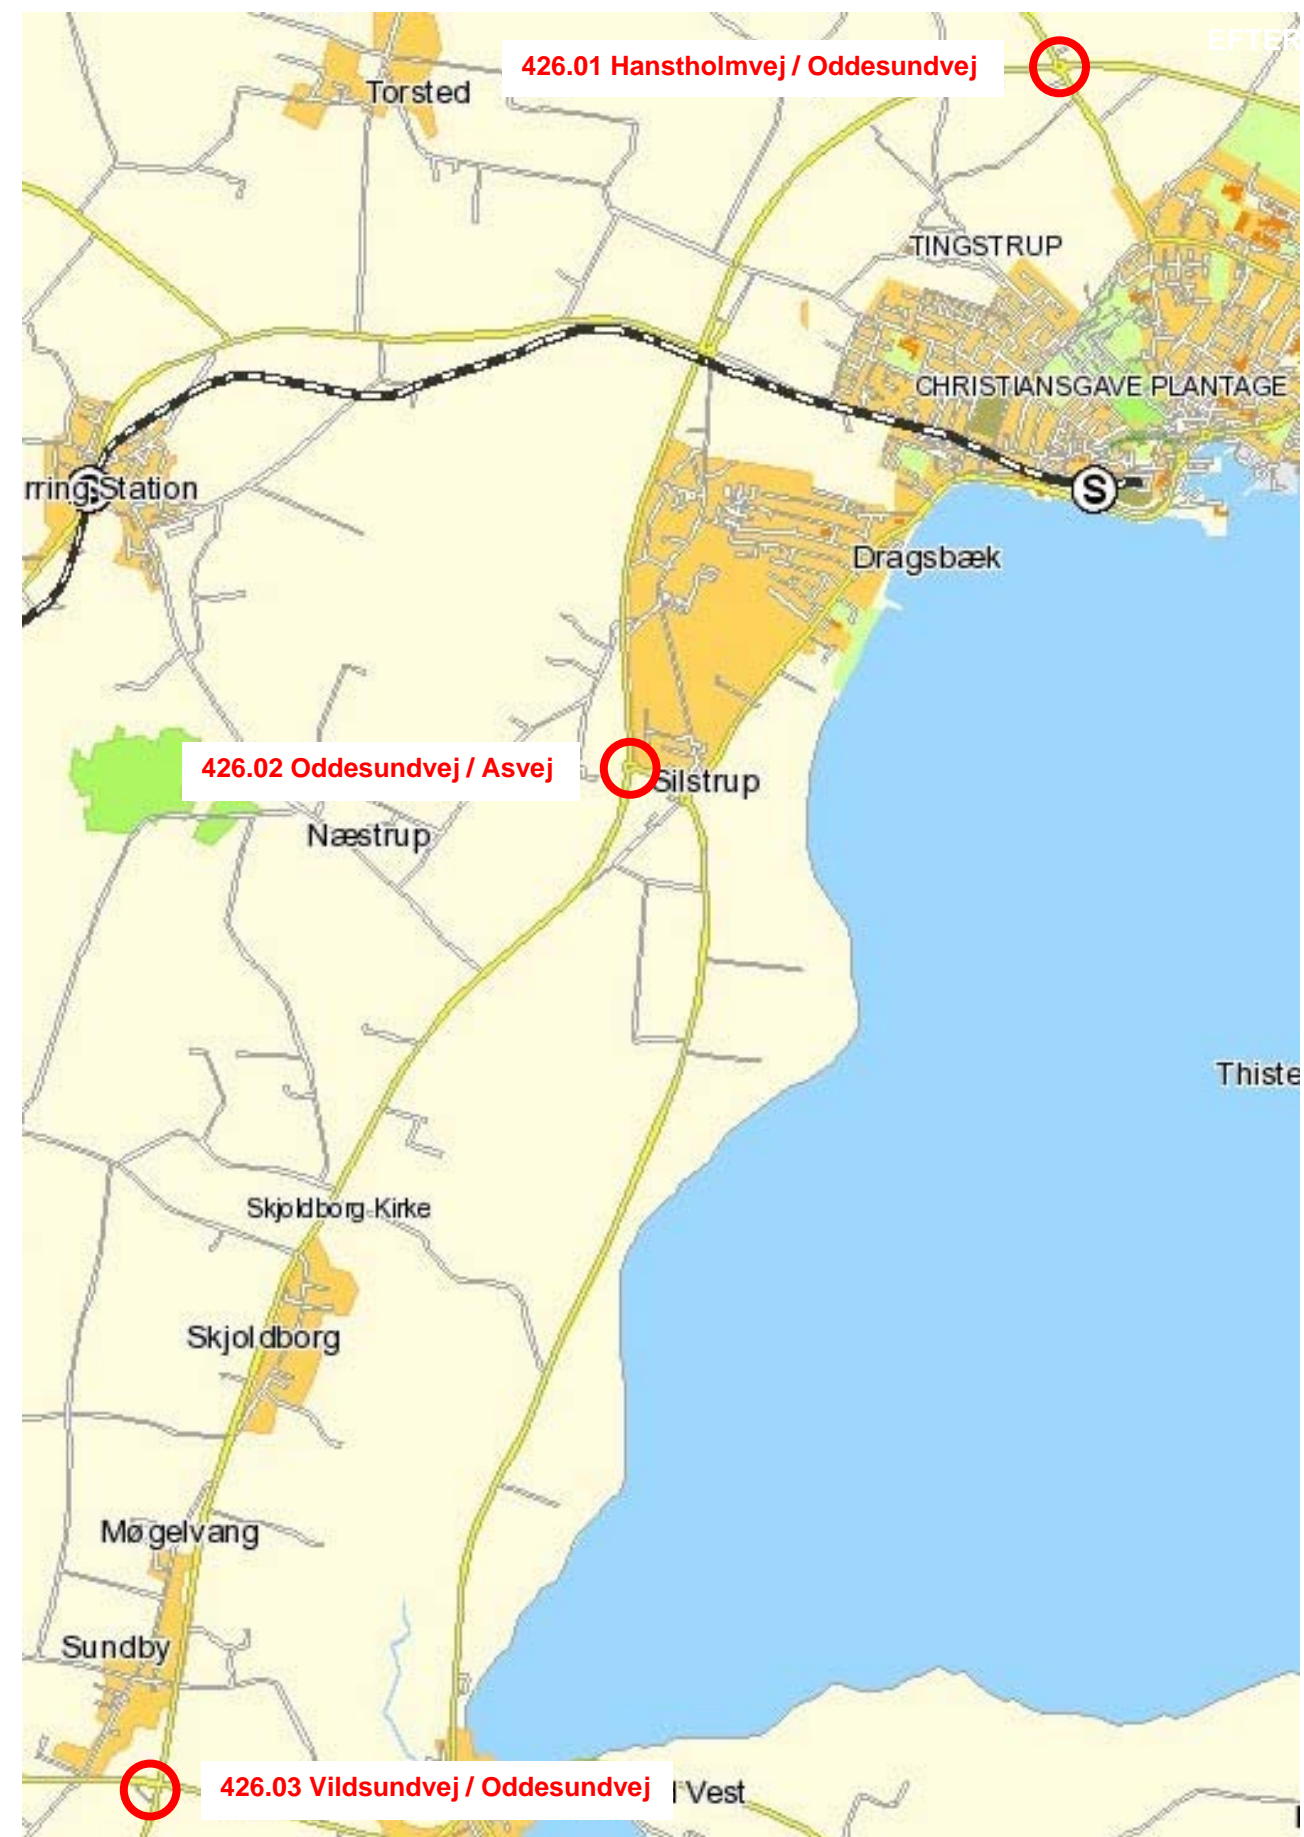 EFTER
426.01 Hanstholmvej / Oddesundvej
Torsted
TINGSTRUP
CHRISTIANSGAVE PLANTAGE
rring Station
S
S
Dragsbæk
426.02 Oddesundvej / Asvej
Silstrup
Næstrup
Thiste
Skjoldborg Kirke
Skjoldborg
Møgelvang
Sundby
426.03 Vildsundvej / Oddesundvej
Vest